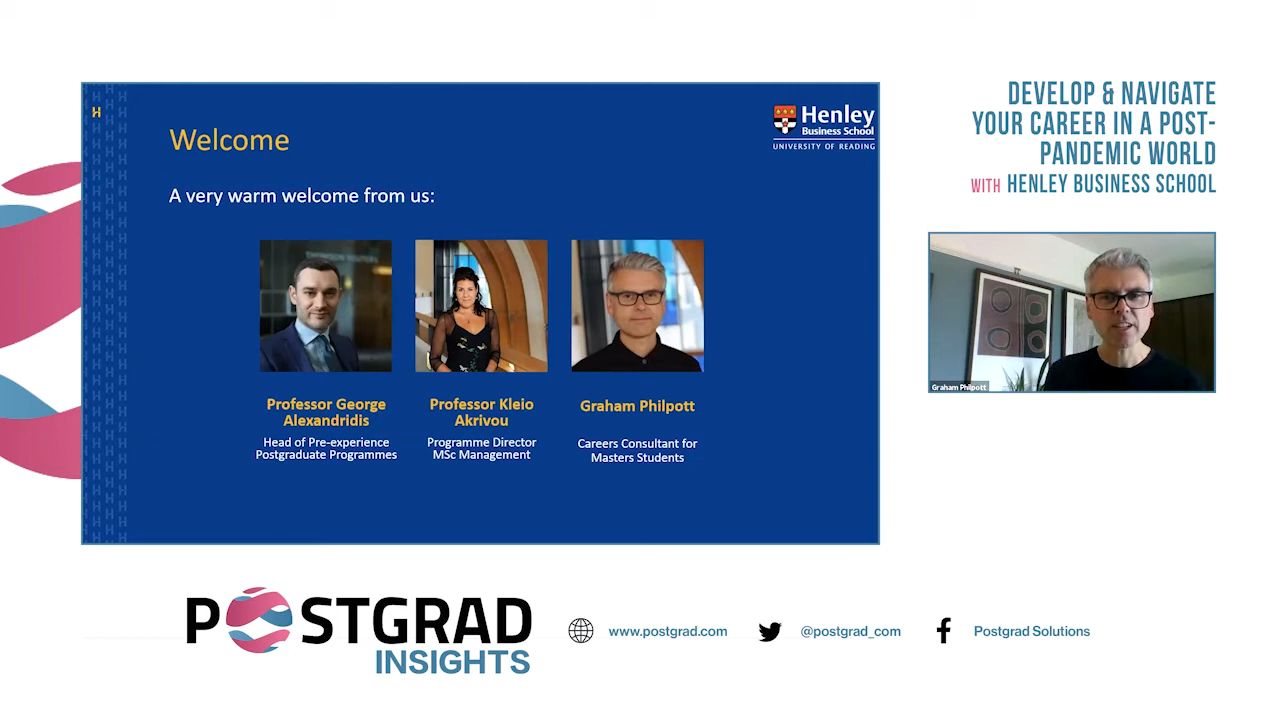 H
Welcome
Henley
Business School
UNIVERSITY OF READING
A very warm welcome from us:
Professor George
Alexandridis
Head of Pre-experience
Postgraduate Programmes
Professor Kleio
Akrivou
Programme Director
MSc Management
Graham Philpott
Careers Consultant for
Masters Students
DEVELOP & NAVIGATE
YOUR CAREER IN A POST-
PANDEMIC WORLD
WITH HENLEY BUSINESS SCHOOL
Graham Philpott
POSTGRAD
INSIGHTS
www.postgrad.com
@postgrad_com
Postgrad Solutions